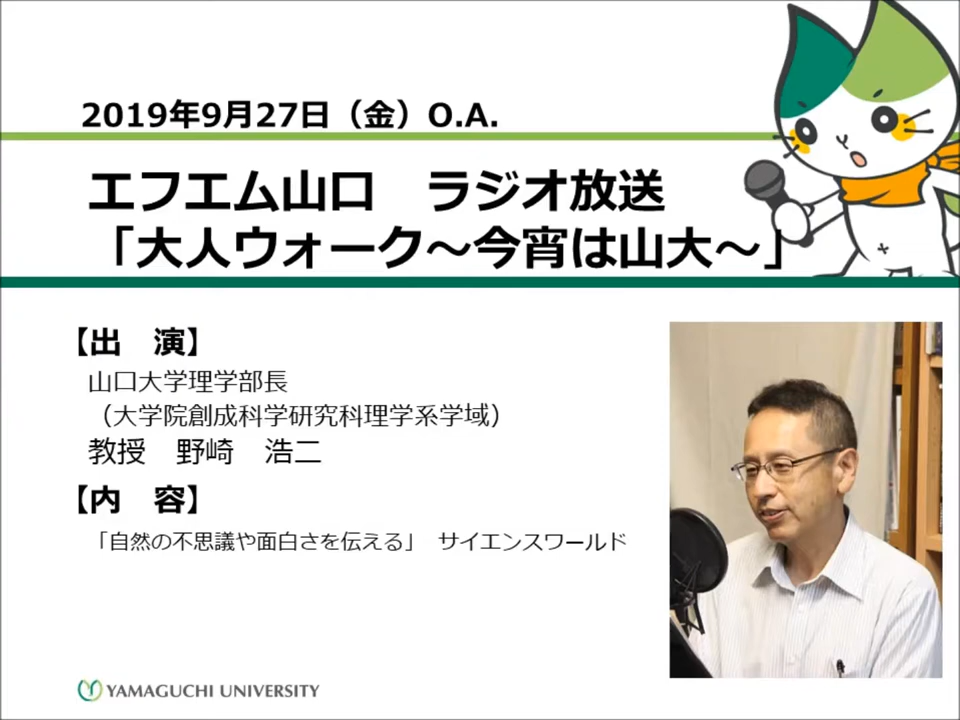 2019年9月27日（金）O.A.
エフエム山口　ラジオ放送
「大人ウォーク～今宵は山大～」
【出　演】
山口大学理学部長
（大学院創成科学研究科理学系学域）
教授　野崎　浩二
【内　容】
「自然の不思議や面白さを伝える」　サイエンスワールド
YAMAGUCHI UNIVERSITY